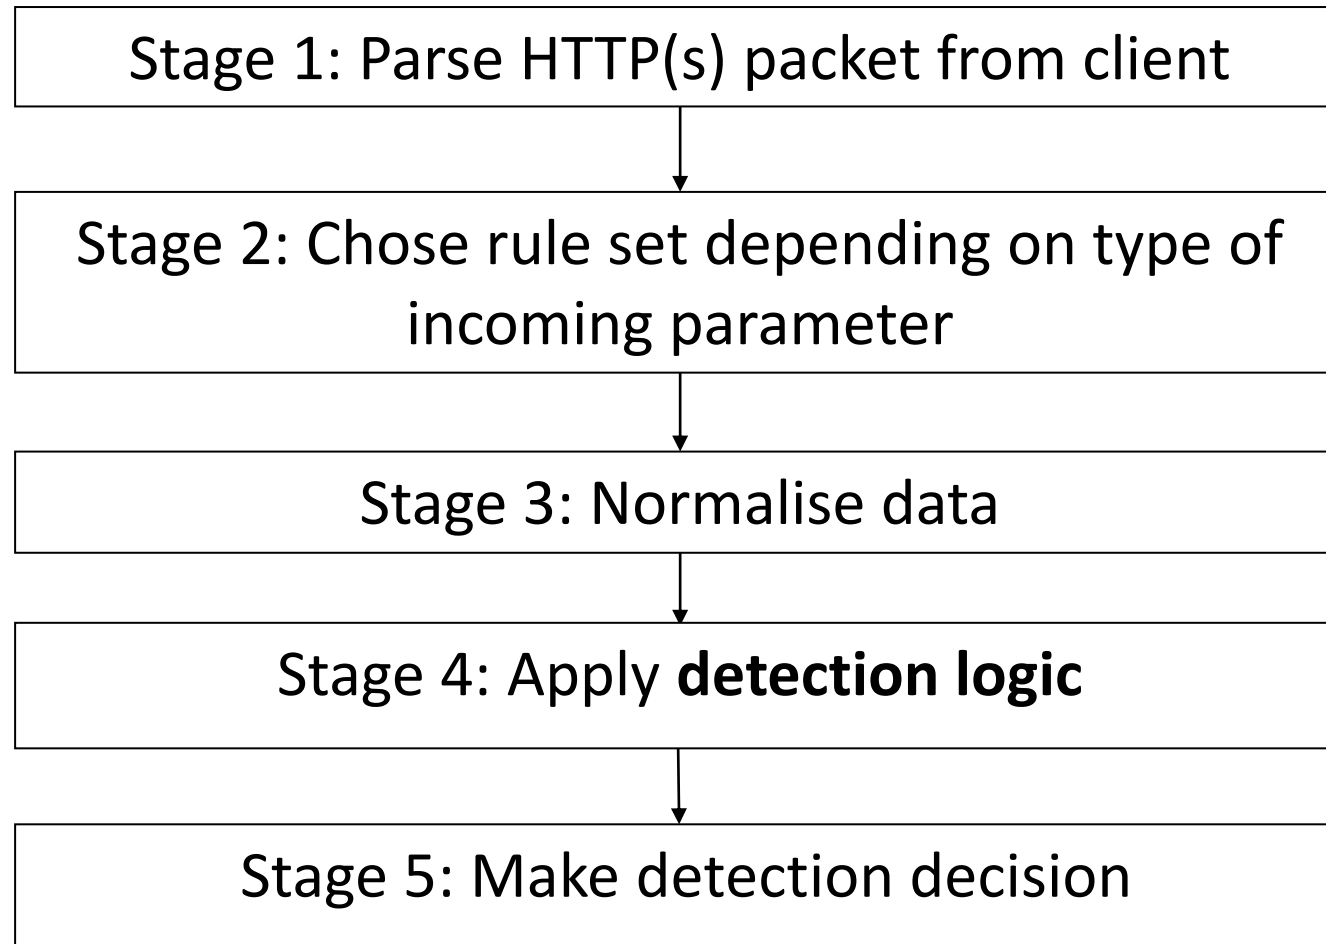 Stage 1: Parse HTTP(s) packet from client
Stage 2: Chose rule set depending on type of
incoming parameter
Stage 3: Normalise data
Stage 4: Apply detection logic
Stage 5: Make detection decision